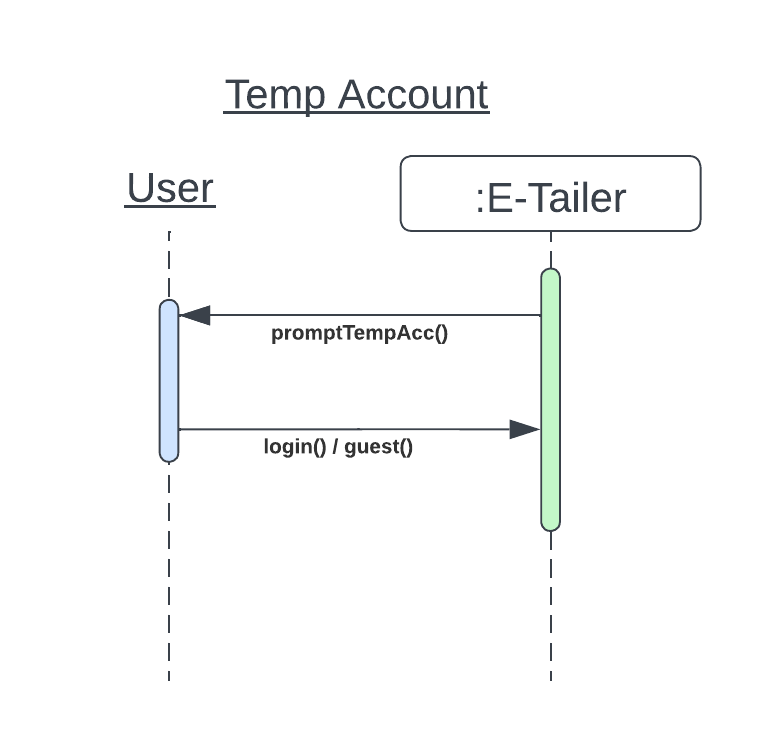 Temp Account
User
:E-Tailer
promptTempAcc()
login() / guest()